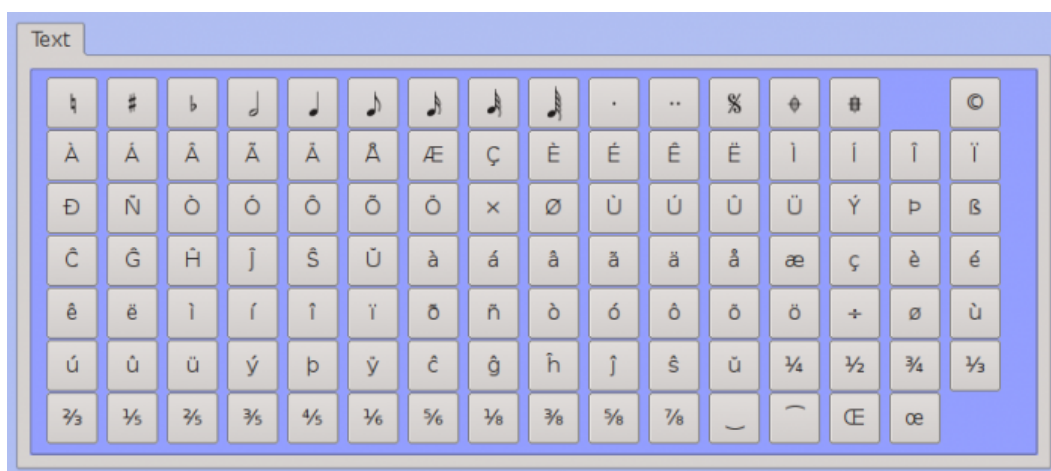 Text
♮ ♯ ♭ 𝅗𝅥 𝅘𝅥 𝅘𝅥𝅮 𝅘𝅥𝅯 𝅘𝅥𝅰 𝅘𝅥𝅱 . .. 𝄋 𝄌 ©
À Á Â Ã Ä Å Æ Ç È É Ê Ë Ì Í Î Ï
Ð Ñ Ò Ó Ô Õ Ö × Ø Ù Ú Û Ü Ý Þ ß
Ĉ Ĝ Ĥ Ĵ Ŝ Ŭ à á â ã ä å æ ç è é
ê ë ì í î ï ð ñ ò ó ô õ ö ÷ ø ù
ú û ü ý þ ÿ ĉ ĝ ĥ ĵ ŝ ŭ ¼ ½ ¾ ⅓
⅔ ⅕ ⅖ ⅗ ⅘ ⅙ ⅚ ⅛ ⅜ ⅝ ⅞ ‿ ⁀ Œ œ